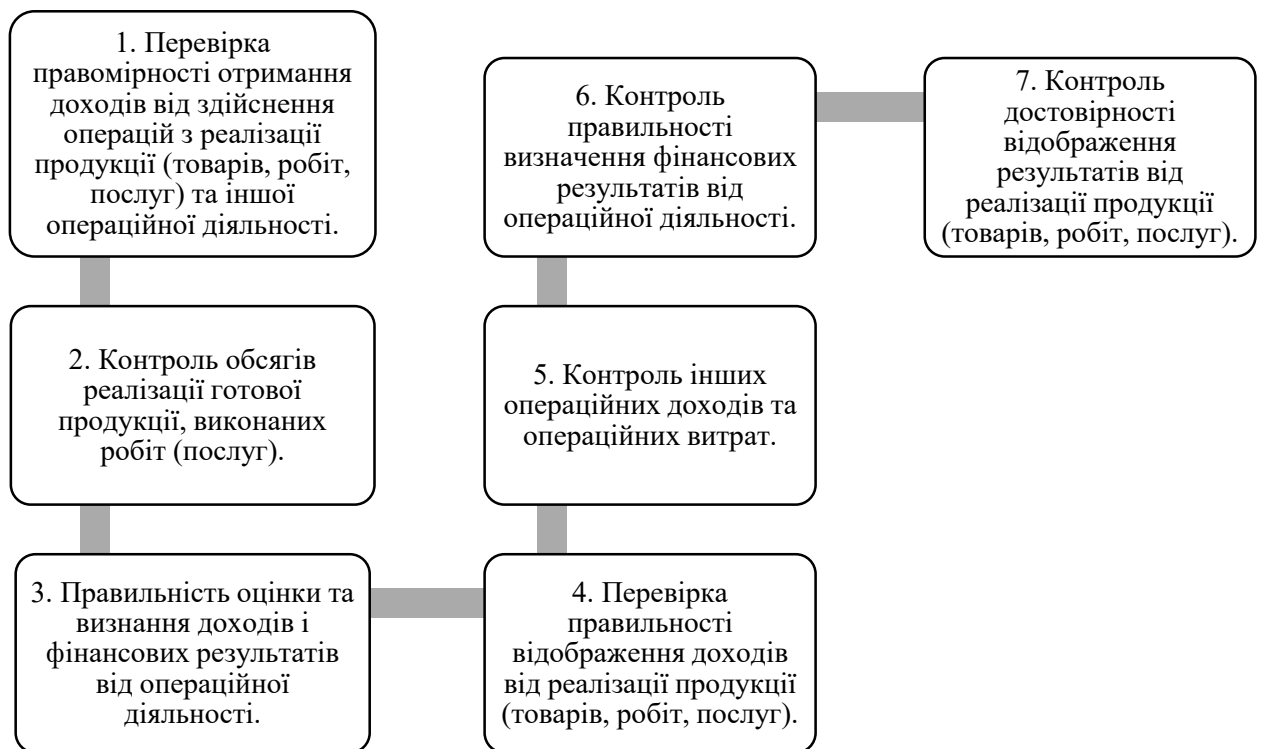 1. Перевірка
правомірності отримання
доходів від здійснення
операцій з реалізації
продукції (товарів, робіт,
послуг) та іншої
операційної діяльності.
2. Контроль обсягів
реалізації готової
продукції, виконаних
робіт (послуг).
3. Правильність оцінки та
визнання доходів і
фінансових результатів
від операційної
діяльності.
4. Перевірка
правильності
відображення доходів
від реалізації продукції
(товарів, робіт, послуг).
5. Контроль інших
операційних доходів та
операційних витрат.
6. Контроль
правильності
визначення фінансових
результатів від
операційної діяльності.
7. Контроль
достовірності
відображення
результатів від
реалізації продукції
(товарів, робіт, послуг).